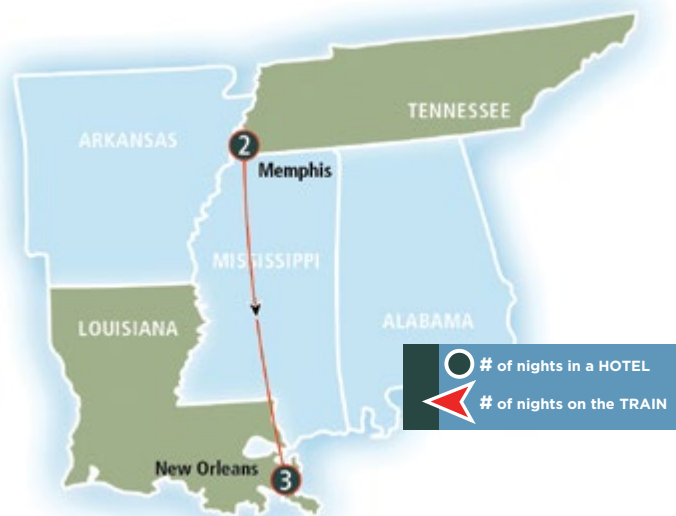 TENNESSEE
ARKANSAS
2
Memphis
MISSISSIPPI
LOUISIANA
ALABAMA
# of nights in a HOTEL
# of nights on the TRAIN
New Orleans
3